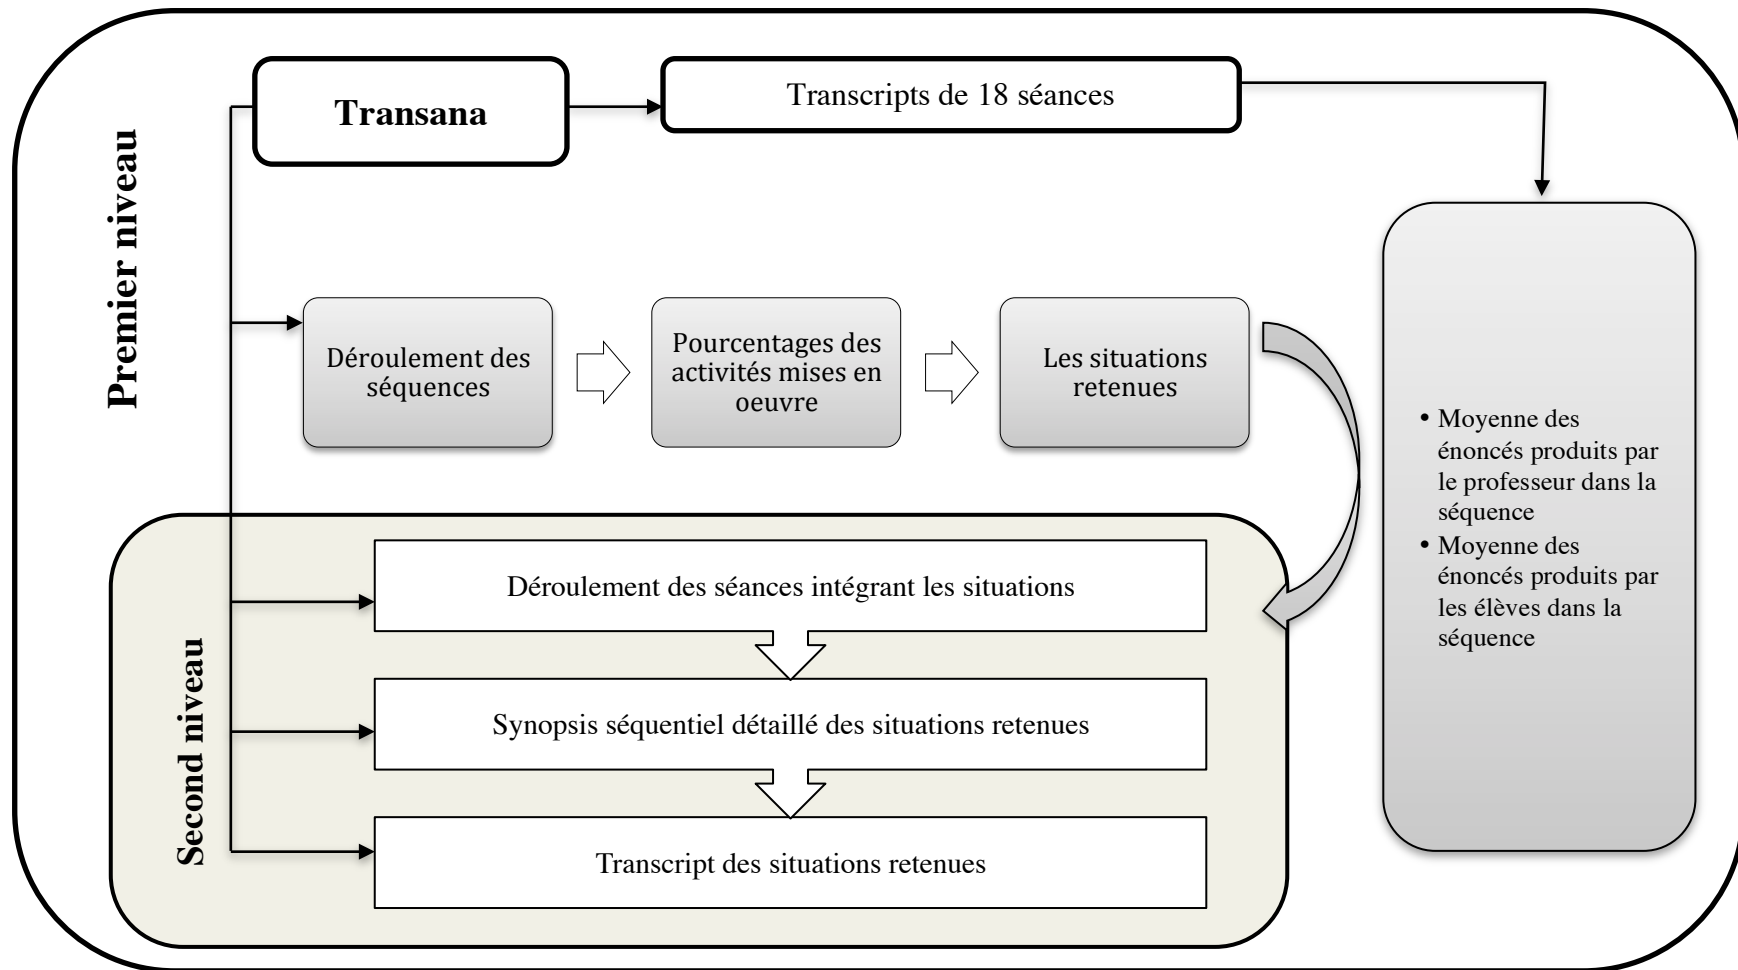 Transana
Transcripts de 18 séances
Premier niveau
Déroulement des
séquences
Pourcentages des
activités mises en
oeuvre
Les situations
retenues
• Moyenne des
énoncés produits par
le professeur dans la
séquence
• Moyenne des
énoncés produits par
les élèves dans la
séquence
Second niveau
Déroulement des séances intégrant les situations
Synopsis séquentiel détaillé des situations retenues
Transcript des situations retenues